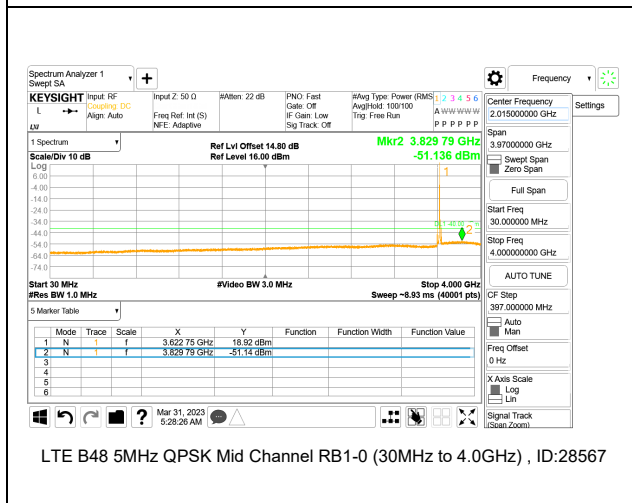 Spectrum Analyzer 1
Swept SA
+
Frequency
KEYSIGHT
L
Input: RF
Coupling: DC
Align: Auto
Input Z: 50 Ω
Freq Ref: Int (S)
NFE: Adaptive
#Atten: 22 dB
PNO: Fast
Gate: Off
IF Gain: Low
Sig Track: Off
#Avg Type: Power (RMS
Avg|Hold: 100/100
Trig: Free Run
1 2 3 4 5 6
A W W W W W
P P P P P P
Settings
Center Frequency
2.015000000 GHz
Span
3.97000000 GHz
Swept Span
Zero Span
Full Span
Start Freq
30.000000 MHz
Stop Freq
4.000000000 GHz
AUTO TUNE
CF Step
397.000000 MHz
Auto
Man
Freq Offset
0 Hz
X Axis Scale
Log
Lin
Signal Track
(Span Zoom)
1 Spectrum
Scale/Div 10 dB
Ref Lvl Offset 14.80 dB
Ref Level 16.00 dBm
Mkr2 3.829 79 GHz
-51.136 dBm
Log
6.00
-4.00
-14.0
-24.0
-34.0
-44.0
-54.0
-64.0
-74.0
1
2
Start 30 MHz
#Video BW 3.0 MHz
Stop 4.000 GHz
#Res BW 1.0 MHz
Sweep ~8.93 ms (40001 pts)
5 Marker Table
Mode Trace Scale X Y Function Function Width Function Value
1 N 1 f 3.622 75 GHz 18.92 dBm
2 N 1 f 3.829 79 GHz -51.14 dBm
3
4
5
6
?
Mar 31, 2023
5:28:26 AM
LTE B48 5MHz QPSK Mid Channel RB1-0 (30MHz to 4.0GHz) , ID:28567